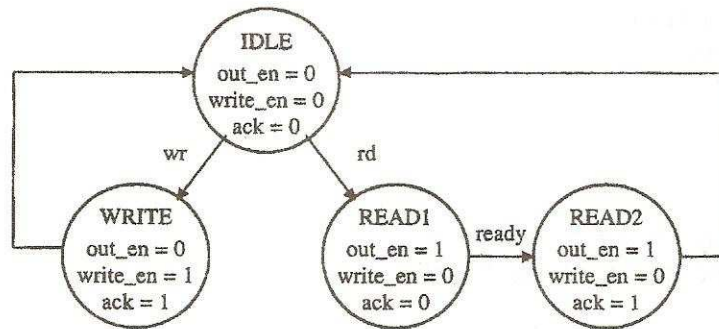 IDLE
out_en = 0
write_en = 0
ack = 0
wr
rd
WRITE
out_en = 0
write_en = 1
ack = 1
READ1
out_en = 1
write_en = 0
ack = 0
ready
READ2
out_en = 1
write_en = 0
ack = 1